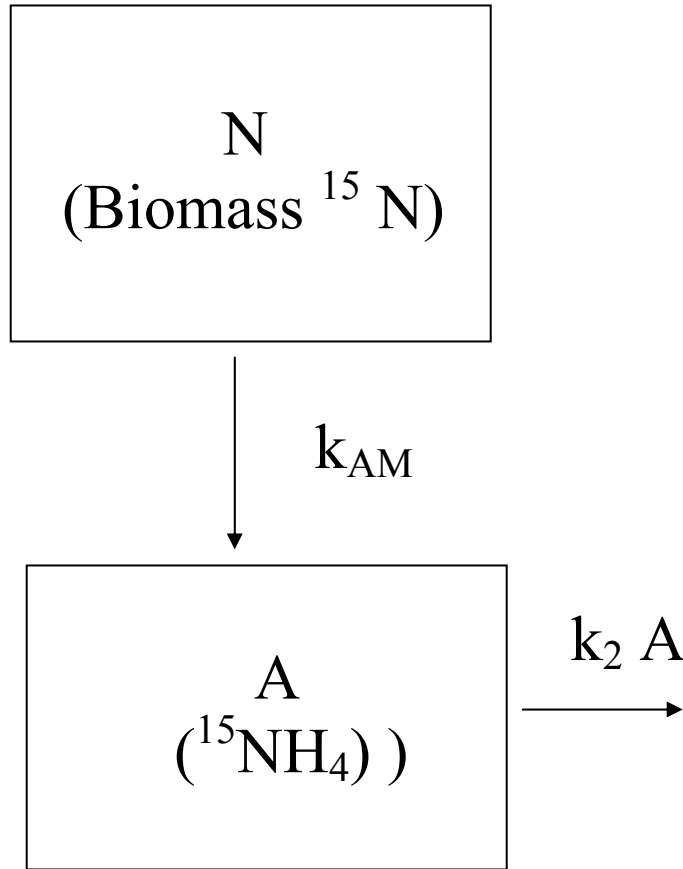 N
(Biomass ¹⁵ N)
k_AM
k₂ A
A
(¹⁵NH₄) )